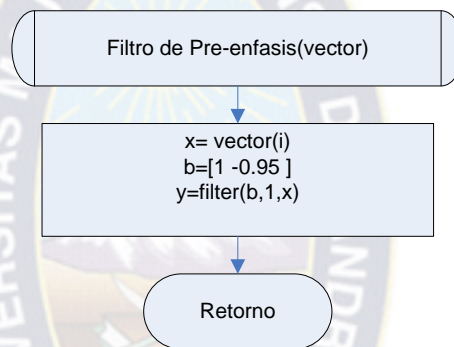 Filtro de Pre-enfasis(vector)
x= vector(i)
b=[1 -0.95 ]
y=filter(b,1,x)
Retorno